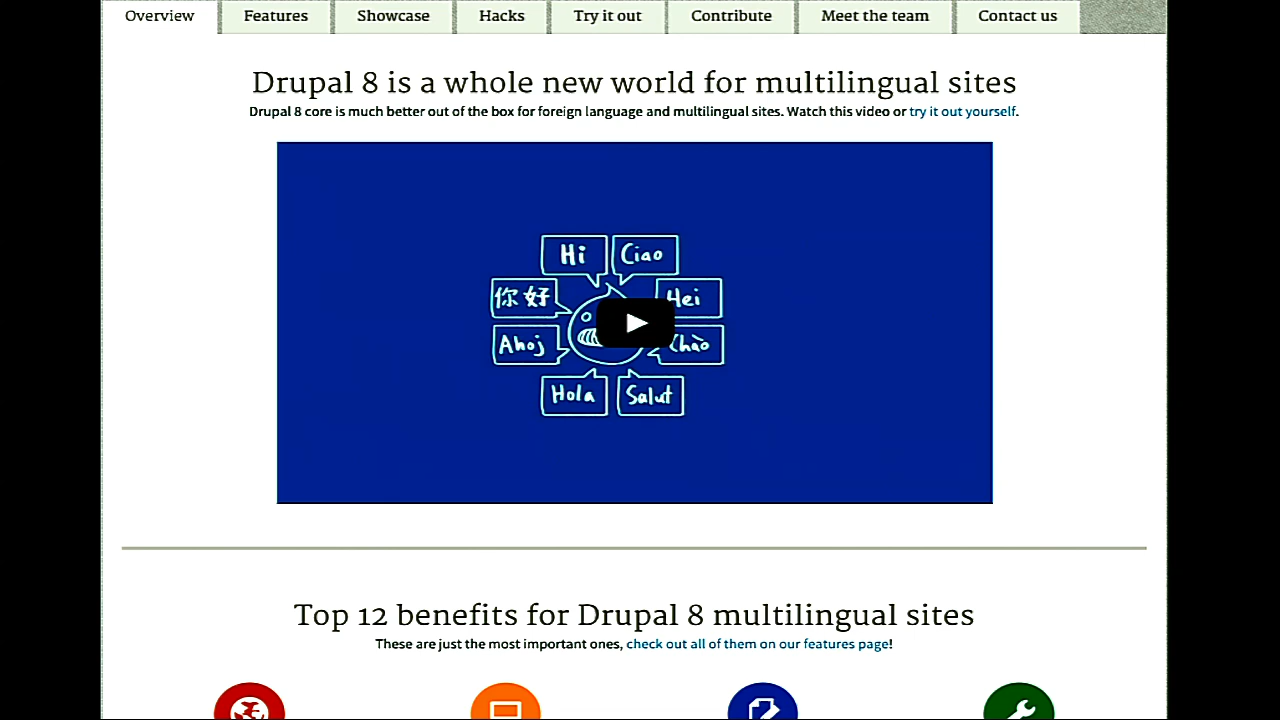 Overview Features Showcase Hacks Try it out Contribute Meet the team Contact us
Drupal 8 is a whole new world for multilingual sites
Drupal 8 core is much better out of the box for foreign language and multilingual sites. Watch this video or try it out yourself.
Hi Ciao
你好 Hei
Ahoj
Hola Salut
Top 12 benefits for Drupal 8 multilingual sites
These are just the most important ones, check out all of them on our features page!